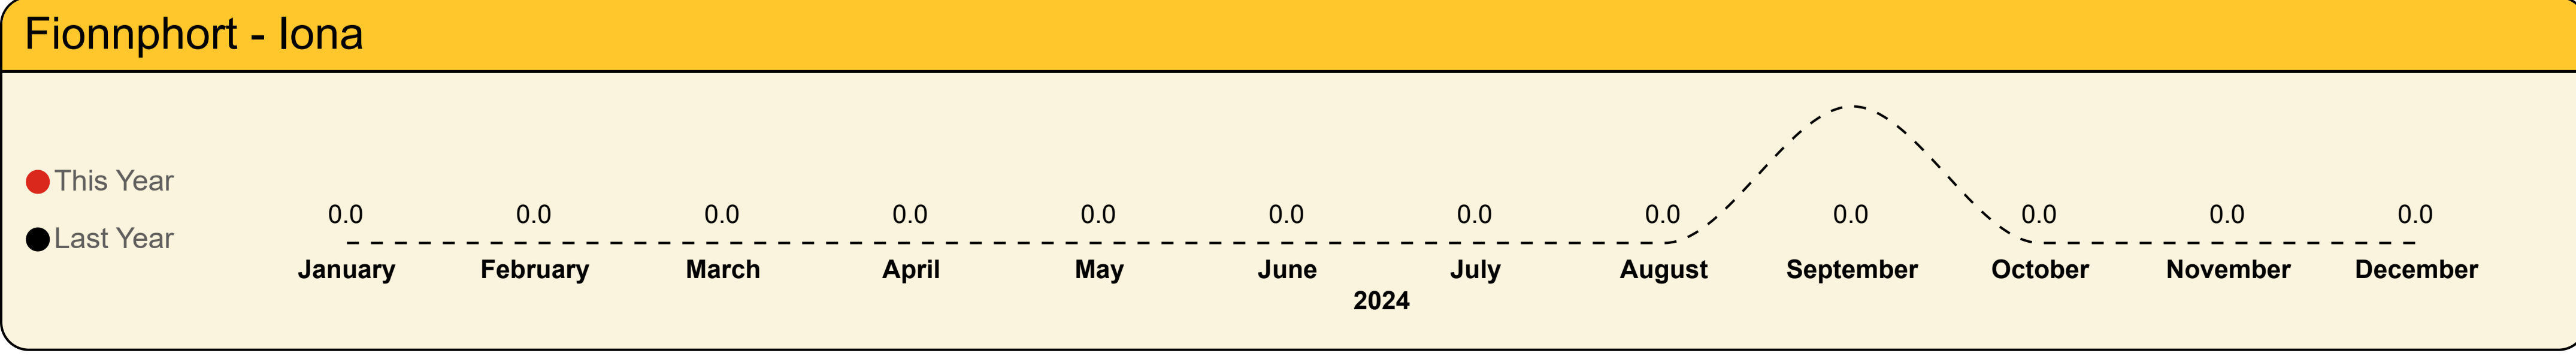 Fionnphort - Iona
This Year
Last Year
0.0 0.0 0.0 0.0 0.0 0.0 0.0 0.0 0.0 0.0 0.0 0.0
January February March April May June July August September October November December
2024